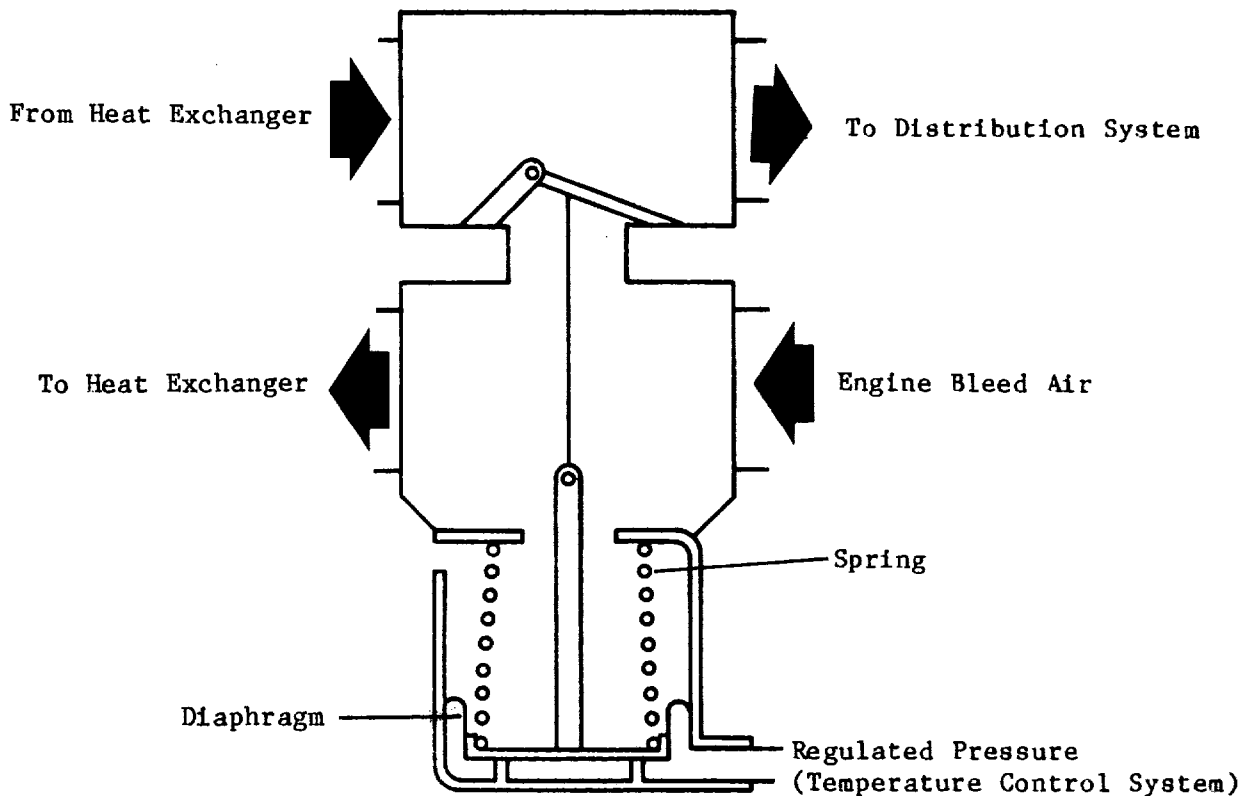 From Heat Exchanger
To Distribution System
To Heat Exchanger
Engine Bleed Air
Spring
Diaphragm
Regulated Pressure
(Temperature Control System)